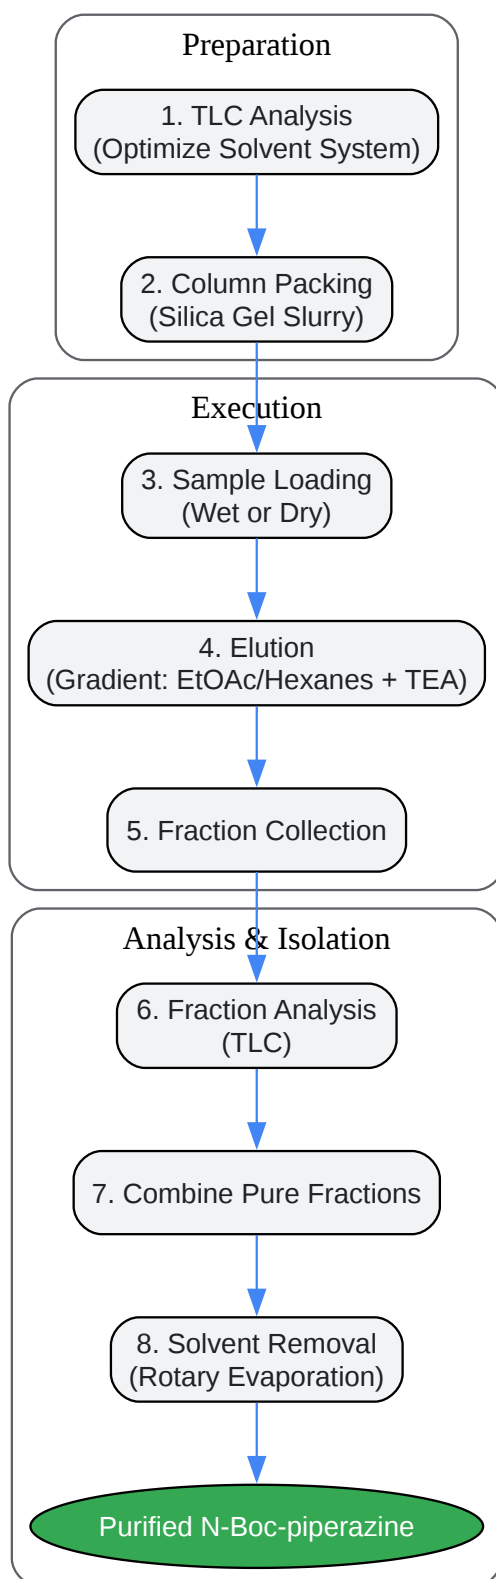 Preparation
1. TLC Analysis
(Optimize Solvent System)
2. Column Packing
(Silica Gel Slurry)
Execution
3. Sample Loading
(Wet or Dry)
4. Elution
(Gradient: EtOAc/Hexanes + TEA)
5. Fraction Collection
Analysis & Isolation
6. Fraction Analysis
(TLC)
7. Combine Pure Fractions
8. Solvent Removal
(Rotary Evaporation)
Purified N-Boc-piperazine